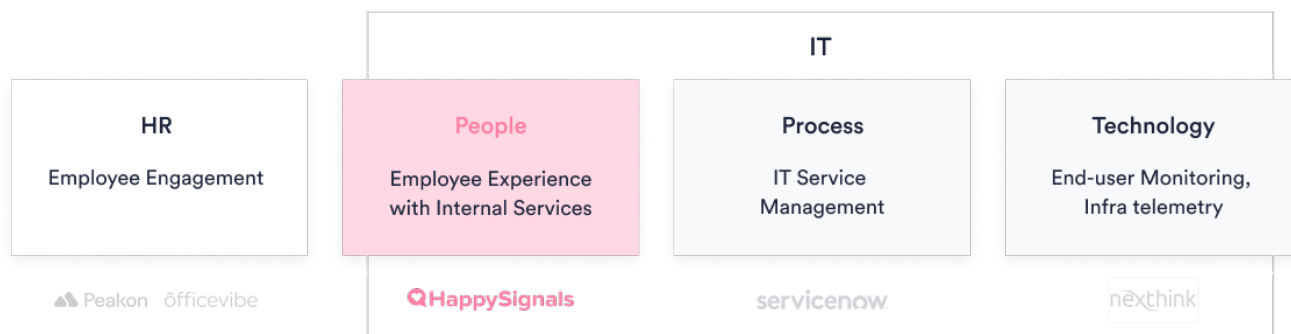 IT
HR
Employee Engagement
People
Employee Experience
with Internal Services
Process
IT Service
Management
Technology
End-user Monitoring,
Infra telemetry
Peakon
õfficevibe
HappySignals
servicenow
nexthink